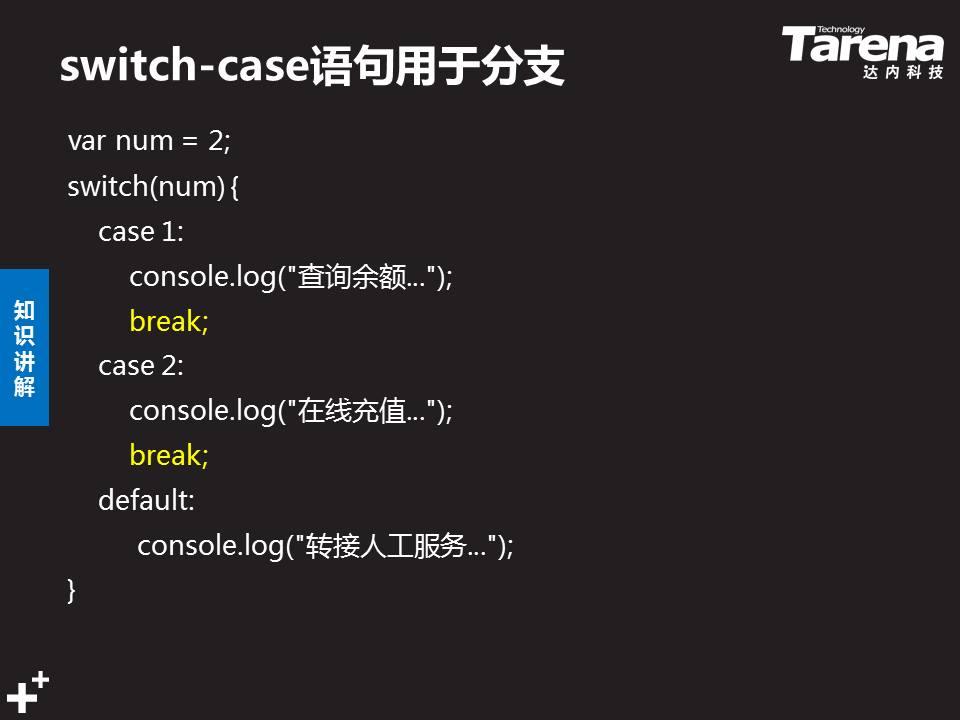 switch-case语句用于分支
Technology
Tarena
达内科技
var num = 2;
switch(num) {
case 1:
console.log("查询余额...");
break;
case 2:
console.log("在线充值...");
break;
default:
console.log("转接人工服务...");
}
知识讲解